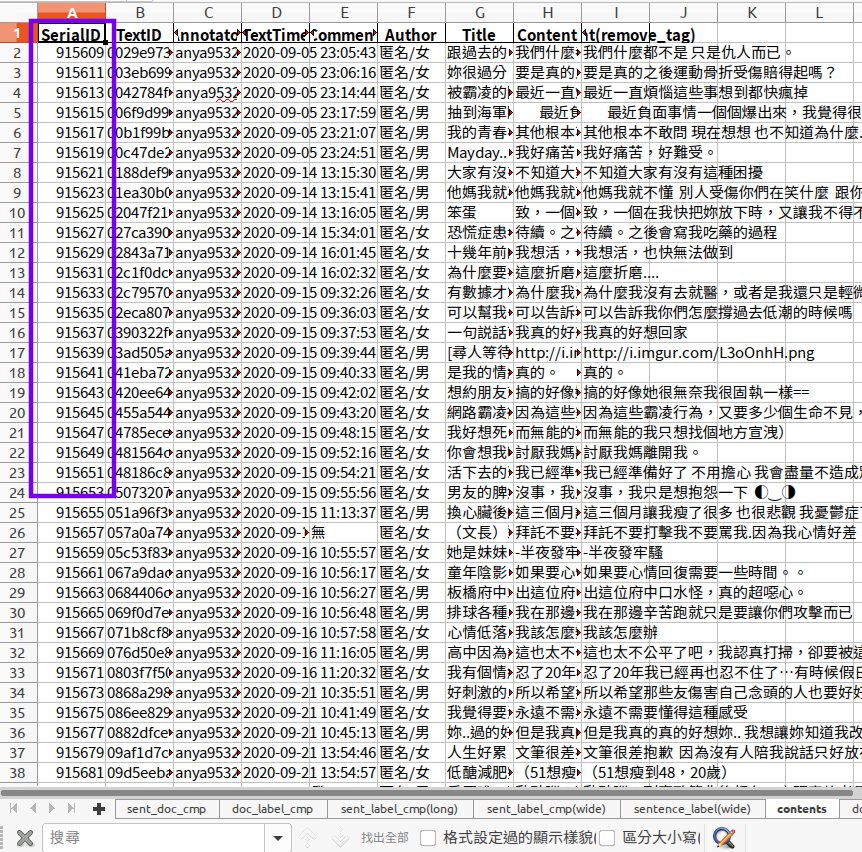 A B C D E F G H I J K L
1 SerialID TextID Annotato TextTime Commen Author Title Content t(remove_tag)
2 915609 0029e973 anya9532 2020-09-05 23:05:43 匿名/女 跟過去的 我們什麼 我們什麼都不是 只是仇人而已。
3 915611 003eb699 anya9532 2020-09-05 23:06:16 匿名/女 妳很過分 要是真的 要是真的之後運動骨折受傷賠得起嗎？
4 915613 0042784f anya9532 2020-09-05 23:14:44 匿名/女 被霸凌的 最近一直 最近一直煩惱這些事想到都快瘋掉
5 915615 006f9d99 anya9532 2020-09-05 23:17:59 匿名/男 抽到海軍 最近負 最近負面事情一個個爆出來，我覺得很
6 915617 00b1f99b anya9532 2020-09-05 23:21:07 匿名/男 我的青春 其他根本 其他根本不敢問 現在想想 也不知道為什麼
7 915619 00c47de2 anya9532 2020-09-05 23:24:51 匿名/男 Mayday.. 我好痛苦 我好痛苦，好難受。
8 915621 0188def9 anya9532 2020-09-14 13:15:30 匿名/男 大家有沒 不知道大 不知道大家有沒有這種困擾
9 915623 01ea30b0 anya9532 2020-09-14 13:15:41 匿名/男 他媽我就 他媽我就 他媽我就不懂 別人受傷你們在笑什麼 跟你
10 915625 02047f21 anya9532 2020-09-14 13:16:05 匿名/男 笨蛋 致，一個 致，一個在我快把妳放下時，又讓我不得不
11 915627 027ca390 anya9532 2020-09-14 15:34:01 匿名/女 恐慌症患 待續。之 待續。之後會寫我吃藥的過程
12 915629 02843a71 anya9532 2020-09-14 16:01:45 匿名/女 十幾年前 我想活， 我想活，也快無法做到
13 915631 02c1f0dc anya9532 2020-09-14 16:02:32 匿名/女 為什麼要 這麼折磨 這麼折磨....
14 915633 02c79570 anya9532 2020-09-15 09:32:26 匿名/女 有數據才 為什麼我 為什麼我沒有去就醫，或者是我還只是輕微
15 915635 02eca807 anya9532 2020-09-15 09:36:03 匿名/女 可以幫我 可以告訴 可以告訴我你們怎麼撐過去低潮的時候嗎
16 915637 0390322f anya9532 2020-09-15 09:37:53 匿名/女 一句説話 我真的好 我真的好想回家
17 915639 03ad505a anya9532 2020-09-15 09:39:44 匿名/男 [尋人等待 http://i.im http://i.imgur.com/L3oOnhH.png
18 915641 041eba72 anya9532 2020-09-15 09:40:33 匿名/男 是我的情 真的。 真的。
19 915643 0420ee64 anya9532 2020-09-15 09:42:02 匿名/女 想約朋友 搞的好像 搞的好像她很無奈我很固執一樣==
20 915645 0455a544 anya9532 2020-09-15 09:43:20 匿名/女 網路霸凌 因為這些 因為這些霸凌行為，又要多少個生命不見，
21 915647 04785ece anya9532 2020-09-15 09:48:15 匿名/女 我好想死 而無能的 而無能的我只想找個地方宣洩）
22 915649 0481564c anya9532 2020-09-15 09:52:16 匿名/女 你會想我 討厭我媽 討厭我媽離開我。
23 915651 048186c8 anya9532 2020-09-15 09:54:21 匿名/女 活下去的 我已經準 我已經準備好了 不用擔心 我會盡量不造成
24 915653 05073207 anya9532 2020-09-15 09:55:56 匿名/女 男友的脾 沒事，我 沒事，我只是想抱怨一下 ◐‿◑
25 915655 051a96f3 anya9532 2020-09-15 11:13:37 匿名/女 換心臟後 這三個月 這三個月讓我瘦了很多 也很悲觀 我憂鬱症
26 915657 057a0a74 anya9532 2020-09-1 無 匿名/女 （文長） 拜託不要 拜託不要打擊我不要罵我.因為我心情好差
27 915659 05c53f83 anya9532 2020-09-16 10:55:57 匿名/女 她是妹妹 -半夜發牢 -半夜發牢騷
28 915661 067a9dac anya9532 2020-09-16 10:56:17 匿名/女 童年陰影 如果要心 如果要心情回復需要一些時間。。
29 915663 0684406c anya9532 2020-09-16 10:56:27 匿名/男 板橋府中 出這位府 出這位府中口水怪，真的超噁心。
30 915665 069f0d7e anya9532 2020-09-16 10:56:48 匿名/男 排球各種 我在那邊 我在那邊辛苦跑就只是要讓你們攻擊而已
31 915667 071b8cf8 anya9532 2020-09-16 10:57:58 匿名/女 心情低落 我該怎麼 我該怎麼辦
32 915669 076d50e8 anya9532 2020-09-16 11:16:05 匿名/男 高中因為 這也太不 這也太不公平了吧，我認真打掃，卻要被這
33 915671 0803f7f5 anya9532 2020-09-16 11:20:32 匿名/男 我有個情 忍了20年 忍了20年我已經再也忍不住了…有時候假日
34 915673 0868a298 anya9532 2020-09-21 10:35:51 匿名/男 好刺激的 所以希望 所以希望那些友傷害自己念頭的人也要好好
35 915675 086ee829 anya9532 2020-09-21 10:41:49 匿名/女 我覺得要 永遠不需 永遠不需要懂得這種感受
36 915677 0882dfce anya9532 2020-09-21 10:45:13 匿名/男 妳..過的好 但是我真 但是我真的真的好想妳.. 我想讓妳知道我改
37 915679 09af1d7c anya9532 2020-09-21 13:54:46 匿名/女 人生好累 文筆很差 文筆很差抱歉 因為沒有人陪我說話只好放
38 915681 09d5eeb anya9532 2020-09-21 13:54:57 匿名/女 低醣減肥 （51想瘦 （51想瘦到48，20歲）
sent_doc_cmp doc_label_cmp sent_label_cmp(long) sent_label_cmp(wide) sentence_label(wide) contents
搜尋 找出全部 格式設定過的顯示樣貌( 區分大小寫(